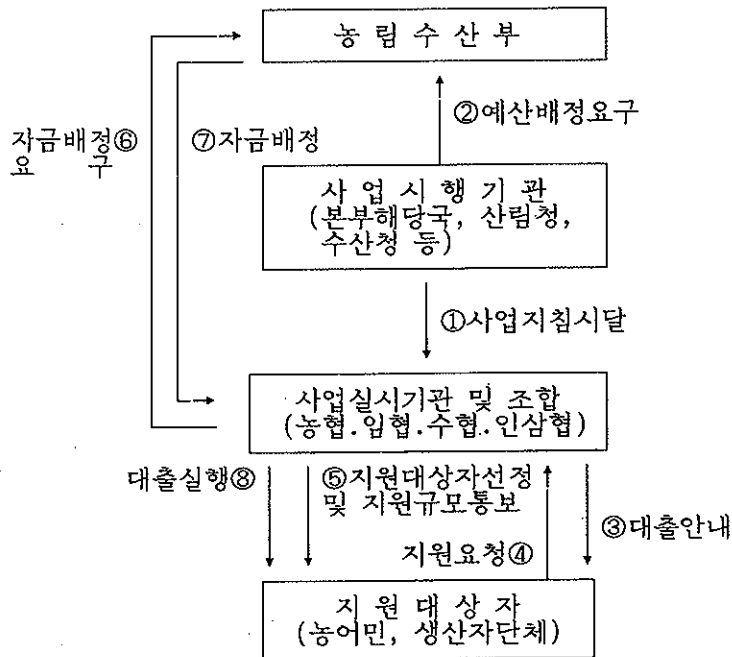 농 림 수 산 부
②예산배정요구
자금배정⑥
요 구
⑦자금배정
사 업 시 행 기 관
(본부해당국, 산림청,
수산청 등)
①사업지침시달
사업실시기관 및 조합
(농협.임협.수협.인삼협)
대출실행⑧
⑤지원대상자선정
및 지원규모통보
③대출안내
지원요청④
지 원 대 상 자
(농어민, 생산자단체)